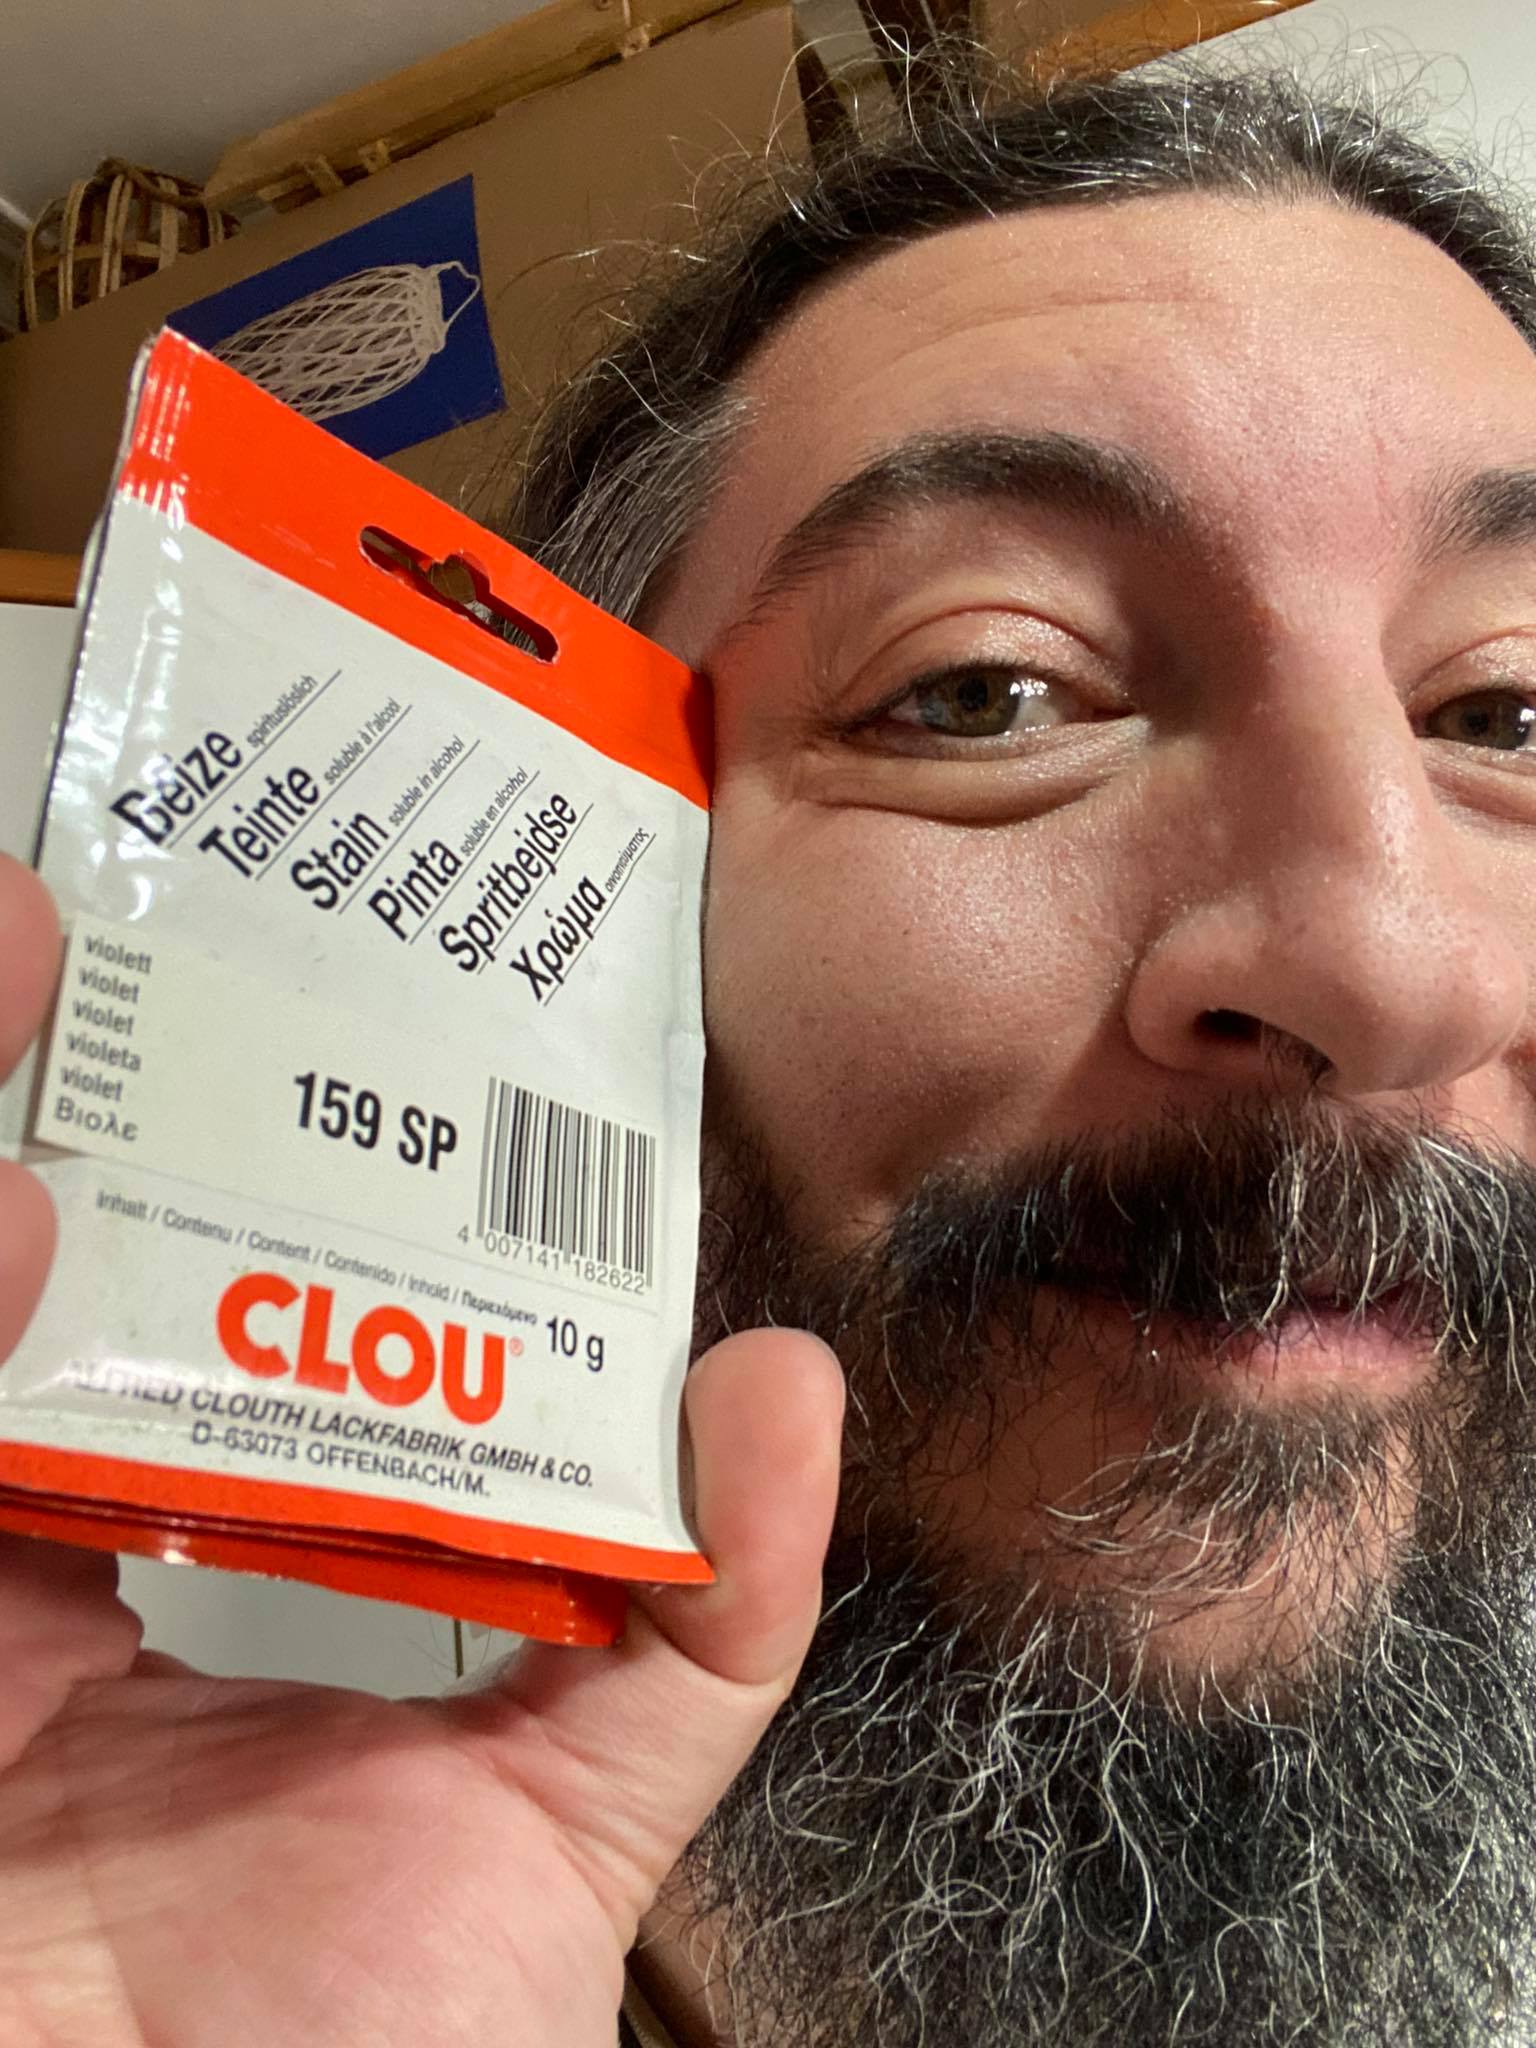 Beize spirituslöslich
Teinte soluble à l'alcool
Stain soluble in alcohol
Pinta soluble en alcohol
Spritbejdse
Χρώμα οινοπνεύματος
violett
violet
violet
violeta
violet
Βιολε
159 SP
4 007141 182622
Inhalt / Contenu / Content / Contenido / Inhold / Περιεχόμενο 10 g
CLOU®
ALFRED CLOUTH LACKFABRIK GMBH & CO.
D-63073 OFFENBACH/M.